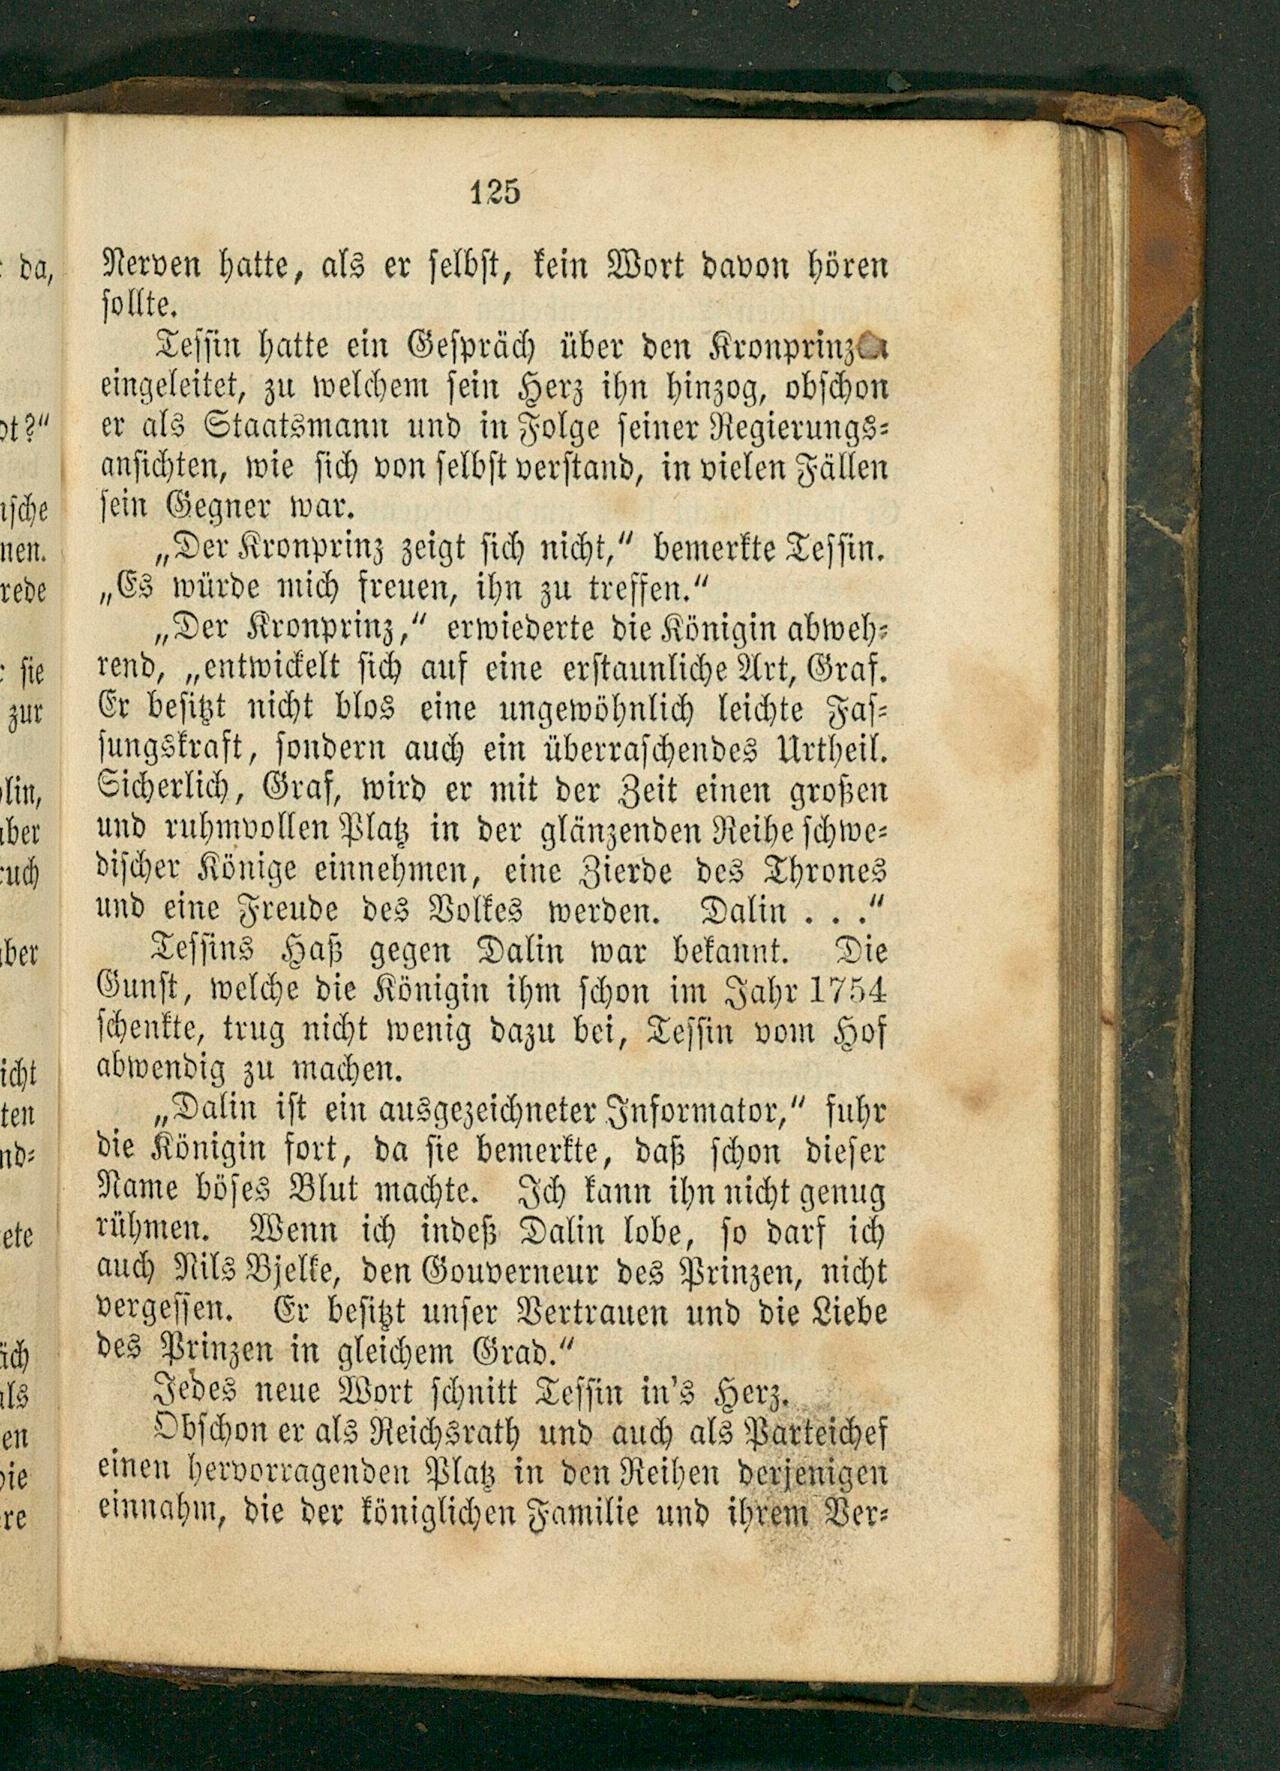 125
Nerven hatte, als er selbst, kein Wort davon hören
sollte.
Tessin hatte ein Gespräch über den Kronprinzen
eingeleitet, zu welchem sein Herz ihn hinzog, obschon
er als Staatsmann und in Folge seiner Regierungs-
ansichten, wie sich von selbst verstand, in vielen Fällen
sein Gegner war.
„Der Kronprinz zeigt sich nicht,“ bemerkte Tessin.
„Es würde mich freuen, ihn zu treffen.“
„Der Kronprinz,“ erwiederte die Königin abweh-
rend, „entwickelt sich auf eine erstaunliche Art, Graf.
Er besitzt nicht blos eine ungewöhnlich leichte Fas-
sungskraft, sondern auch ein überraschendes Urtheil.
Sicherlich, Graf, wird er mit der Zeit einen großen
und ruhmvollen Platz in der glänzenden Reihe schwe-
discher Könige einnehmen, eine Zierde des Thrones
und eine Freude des Volkes werden. Dalin . . .“
Tessins Haß gegen Dalin war bekannt. Die
Gunst, welche die Königin ihm schon im Jahr 1754
schenkte, trug nicht wenig dazu bei, Tessin vom Hof
abwendig zu machen.
„Dalin ist ein ausgezeichneter Informator,“ fuhr
die Königin fort, da sie bemerkte, daß schon dieser
Name böses Blut machte. Ich kann ihn nicht genug
rühmen. Wenn ich indeß Dalin lobe, so darf ich
auch Nils Bjelke, den Gouverneur des Prinzen, nicht
vergessen. Er besitzt unser Vertrauen und die Liebe
des Prinzen in gleichem Grad.“
Jedes neue Wort schnitt Tessin in's Herz.
Obschon er als Reichsrath und auch als Parteichef
einen hervorragenden Platz in den Reihen derjenigen
einnahm, die der königlichen Familie und ihrem Ver-